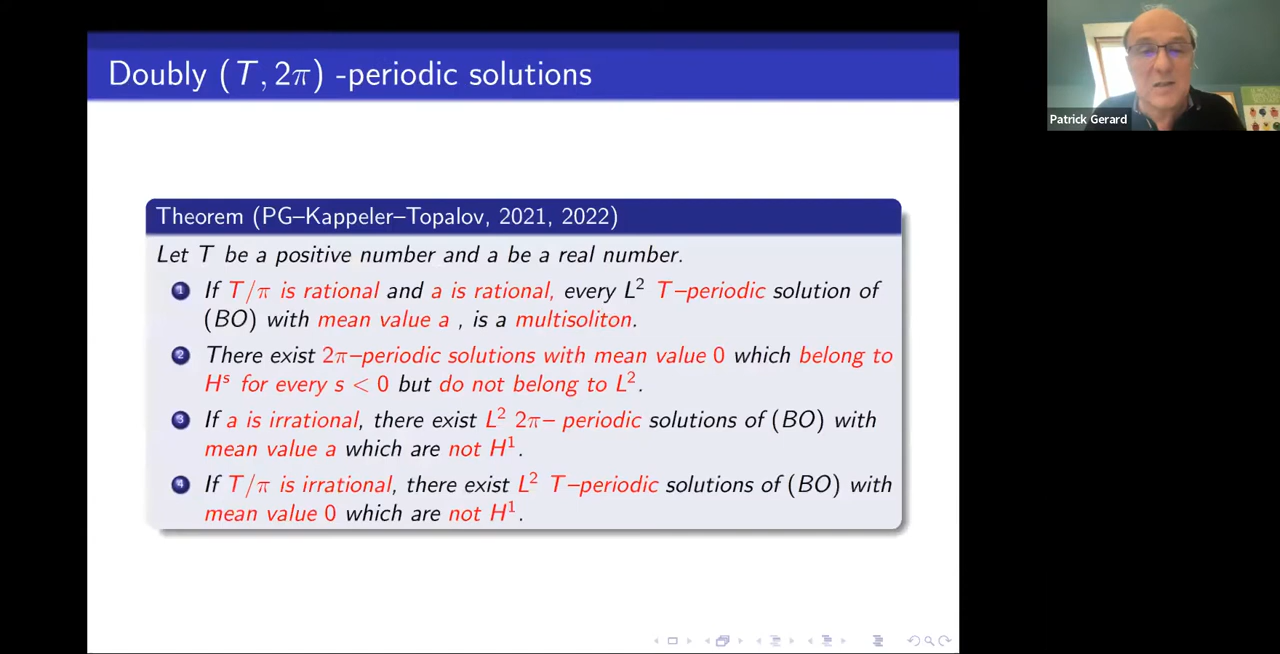 Doubly (T, 2π) -periodic solutions
Patrick Gerard
Theorem (PG–Kappeler–Topalov, 2021, 2022)
Let T be a positive number and a be a real number.
1 If T/π is rational and a is rational, every L² T–periodic solution of
(BO) with mean value a , is a multisoliton.
2 There exist 2π–periodic solutions with mean value 0 which belong to
Hˢ for every s < 0 but do not belong to L².
3 If a is irrational, there exist L² 2π– periodic solutions of (BO) with
mean value a which are not H¹.
4 If T/π is irrational, there exist L² T–periodic solutions of (BO) with
mean value 0 which are not H¹.